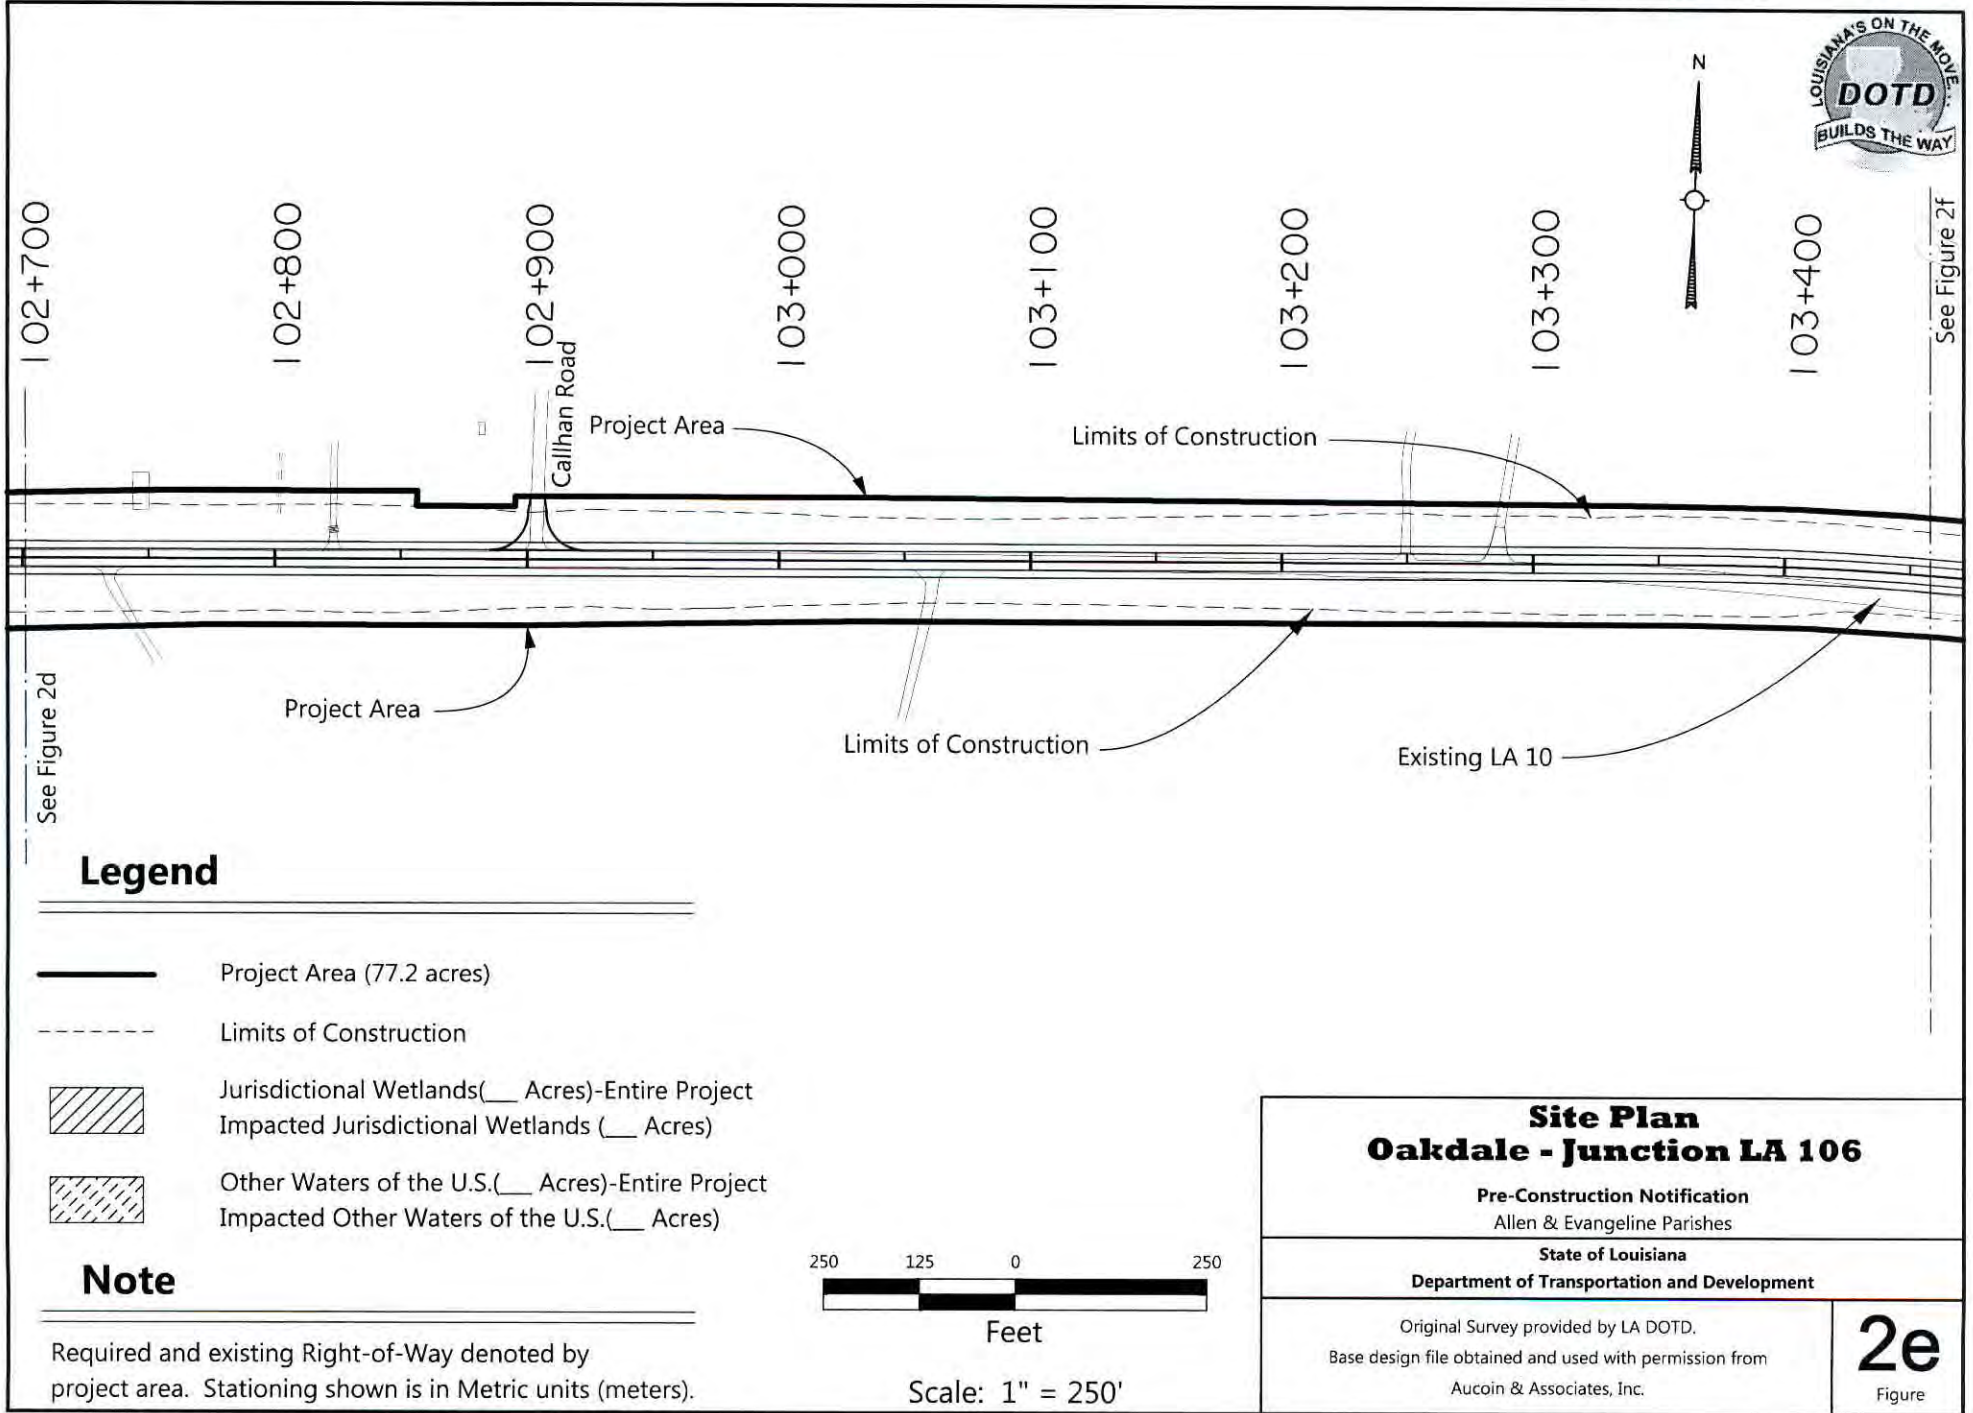 LOUISIANA'S ON THE MOVE...
DOTD
BUILDS THE WAY
N
102+700
102+800
102+900
103+000
103+100
103+200
103+300
103+400
See Figure 2f
Callhan Road
Project Area
Limits of Construction
Project Area
Limits of Construction
Existing LA 10
See Figure 2d
Legend
Project Area (77.2 acres)
Limits of Construction
Jurisdictional Wetlands(__ Acres)-Entire Project
Impacted Jurisdictional Wetlands (__ Acres)
Other Waters of the U.S.(__ Acres)-Entire Project
Impacted Other Waters of the U.S.(__ Acres)
Note
Required and existing Right-of-Way denoted by
project area. Stationing shown is in Metric units (meters).
250 125 0 250
Feet
Scale: 1" = 250'
Site Plan
Oakdale - Junction LA 106
Pre-Construction Notification
Allen & Evangeline Parishes
State of Louisiana
Department of Transportation and Development
Original Survey provided by LA DOTD.
Base design file obtained and used with permission from
Aucoin & Associates, Inc.
2e
Figure